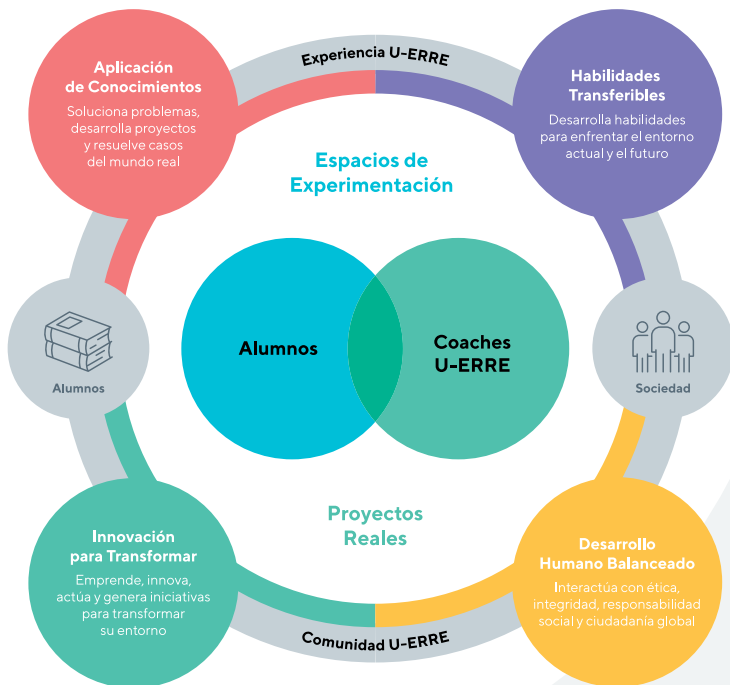 Experiencia U-ERRE
Aplicación
de Conocimientos
Soluciona problemas,
desarrolla proyectos
y resuelve casos
del mundo real
Habilidades
Transferibles
Desarrolla habilidades
para enfrentar el entorno
actual y el futuro
Espacios de
Experimentación
Alumnos
Coaches
U-ERRE
Alumnos
Sociedad
Proyectos
Reales
Innovación
para Transformar
Emprende, innova,
actúa y genera iniciativas
para transformar
su entorno
Desarrollo
Humano Balanceado
Interactúa con ética,
integridad, responsabilidad
social y ciudadanía global
Comunidad U-ERRE